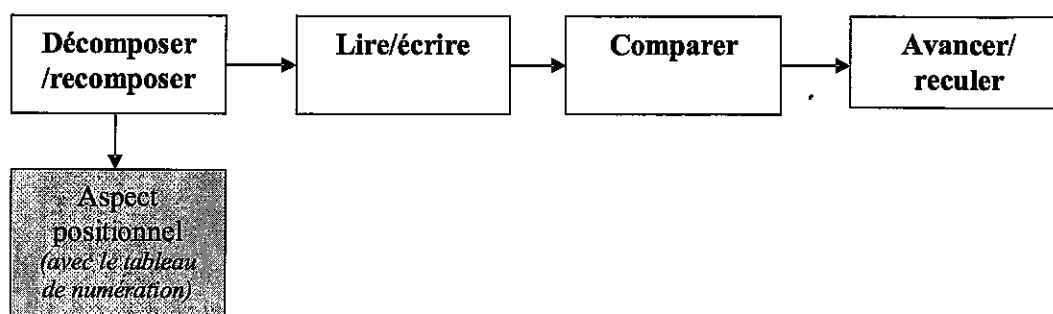 Décomposer
/recomposer
Lire/écrire
Comparer
Avancer/
reculer
Aspect
positionnel
(avec le tableau
de numération)